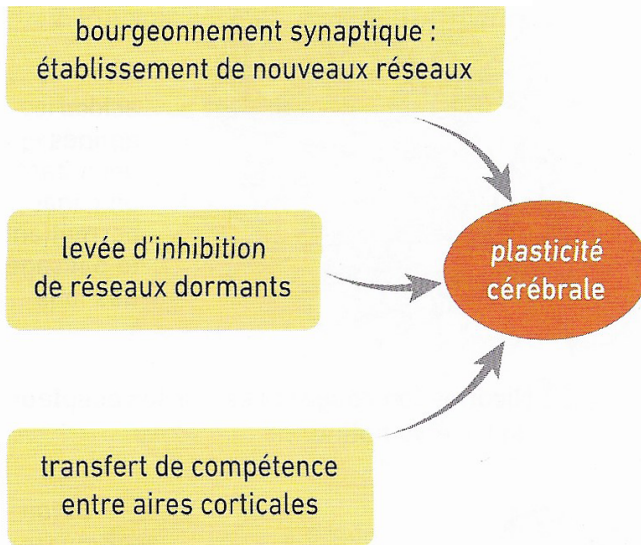 bourgeonnement synaptique :
établissement de nouveaux réseaux
levée d'inhibition
de réseaux dormants
plasticité
cérébrale
transfert de compétence
entre aires corticales